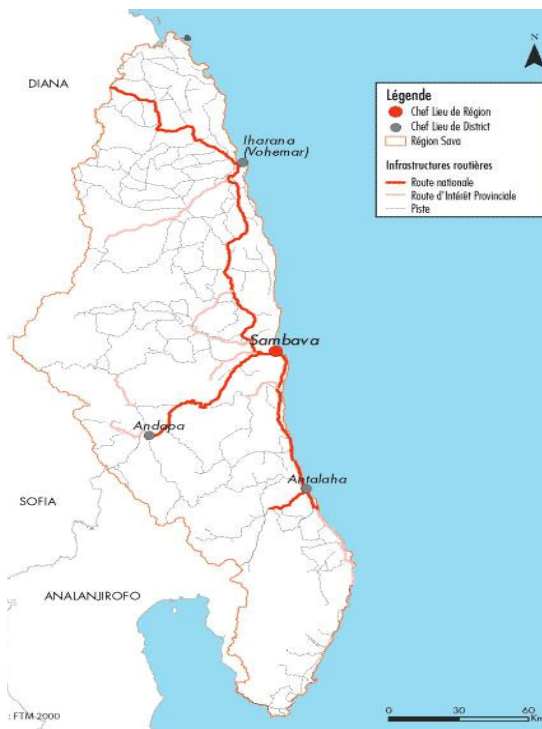 DIANA
N
Légende
Chef Lieu de Région
Chef Lieu de District
Région Sava
Infrastructures routières
Route nationale
Route d'Intérêt Provinciale
Piste
Iharana
(Vohemar)
Sambava
Andapa
Antalaha
SOFIA
ANALANJIROFO
: FTM 2000
0 30 60
Km